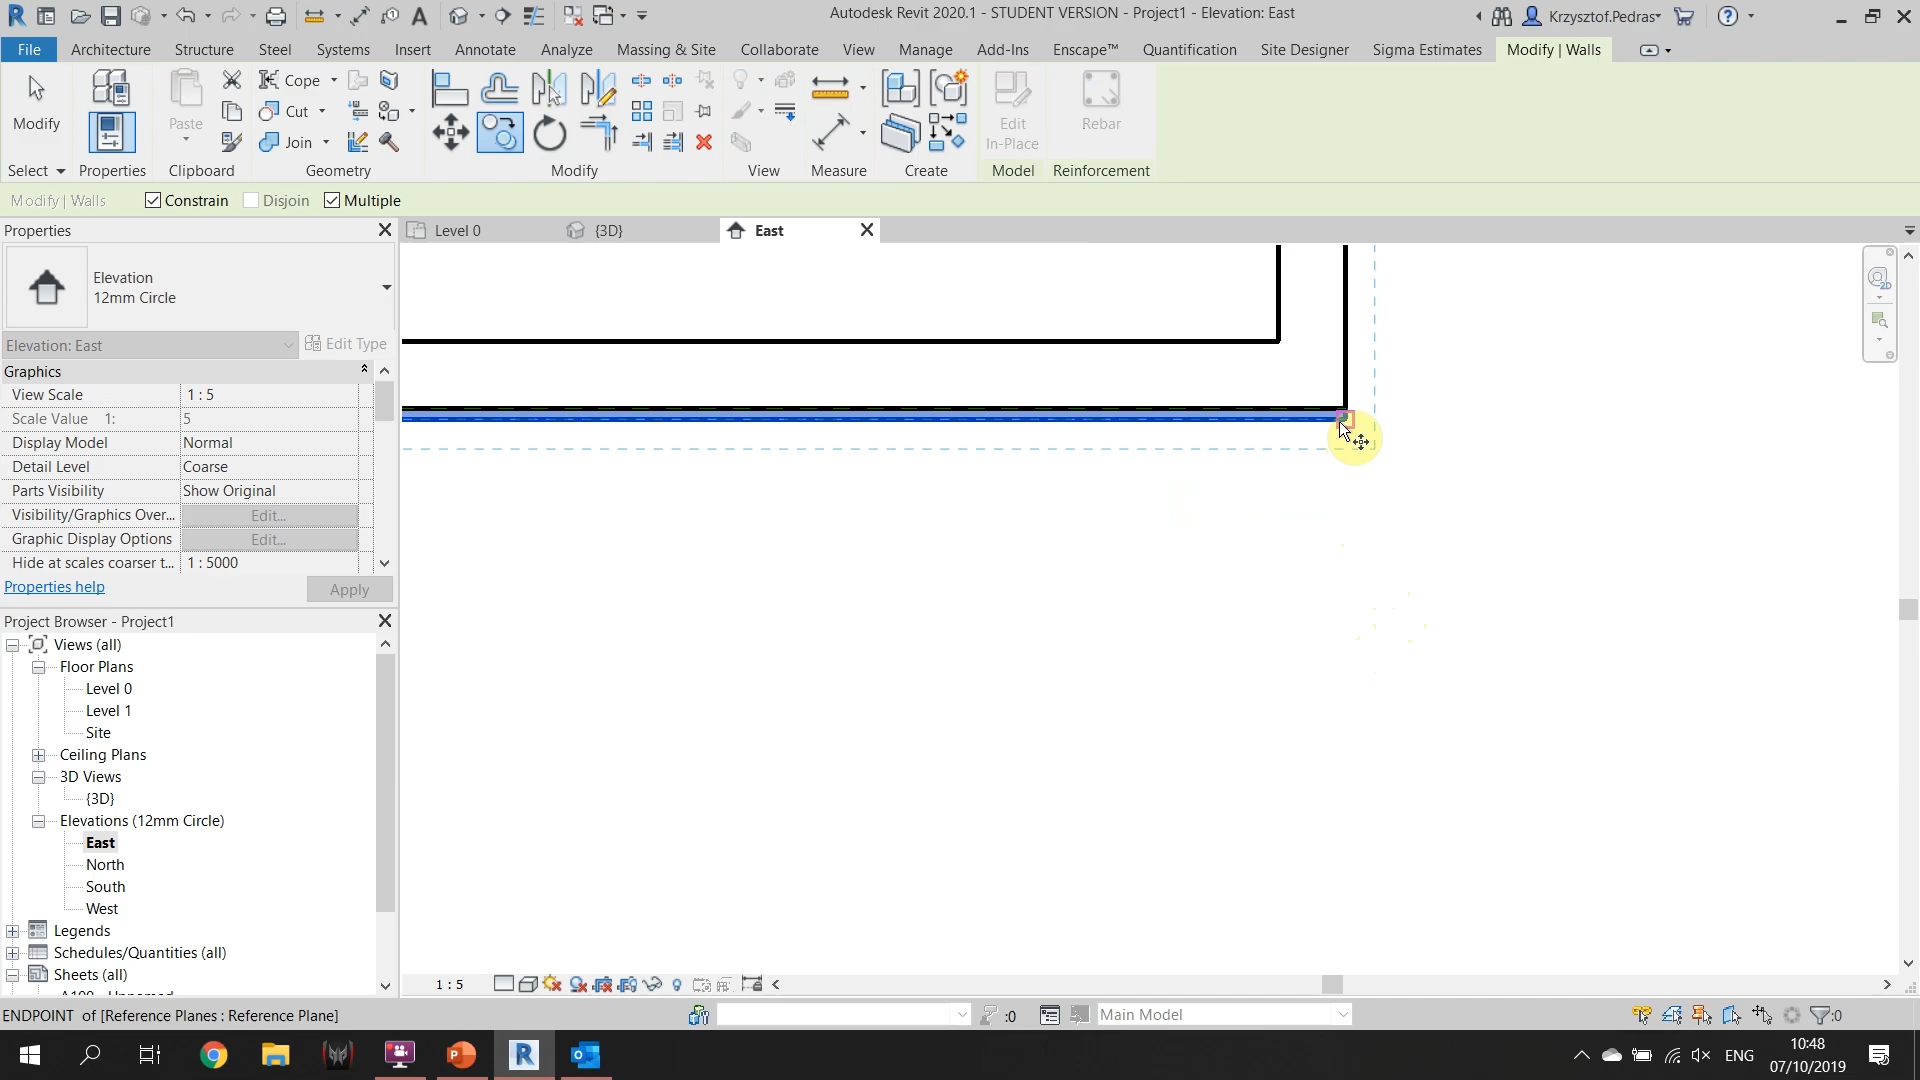 Autodesk Revit 2020.1 - STUDENT VERSION - Project1 - Elevation: East
Krzysztof.Pedras
File Architecture Structure Steel Systems Insert Annotate Analyze Massing & Site Collaborate View Manage Add-Ins Enscape™ Quantification Site Designer Sigma Estimates Modify | Walls
Modify
Paste
Cope
Cut
Join
Edit
In-Place
Rebar
Select Properties Clipboard Geometry Modify View Measure Create Model Reinforcement
Modify | Walls Constrain Disjoin Multiple
Properties
Level 0 {3D} East
Elevation
12mm Circle
Elevation: East Edit Type
Graphics
View Scale 1 : 5
Scale Value 1: 5
Display Model Normal
Detail Level Coarse
Parts Visibility Show Original
Visibility/Graphics Over... Edit...
Graphic Display Options Edit...
Hide at scales coarser t... 1 : 5000
Properties help Apply
Project Browser - Project1
Views (all)
Floor Plans
Level 0
Level 1
Site
Ceiling Plans
3D Views
{3D}
Elevations (12mm Circle)
East
North
South
West
Legends
Schedules/Quantities (all)
Sheets (all)
1 : 5
ENDPOINT of [Reference Planes : Reference Plane]
:0
Main Model
:0
2D
ENG
10:48
07/10/2019